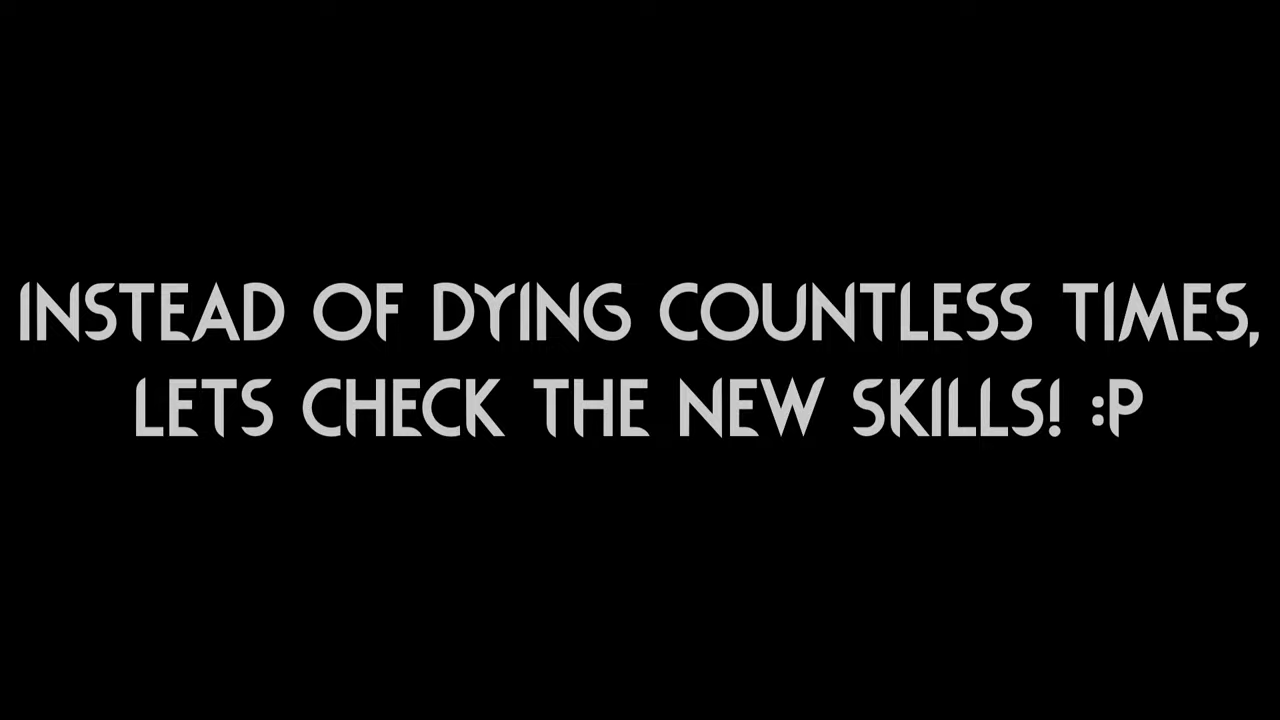 INSTEAD OF DYING COUNTLESS TIMES,
LETS CHECK THE NEW SKILLS! :P